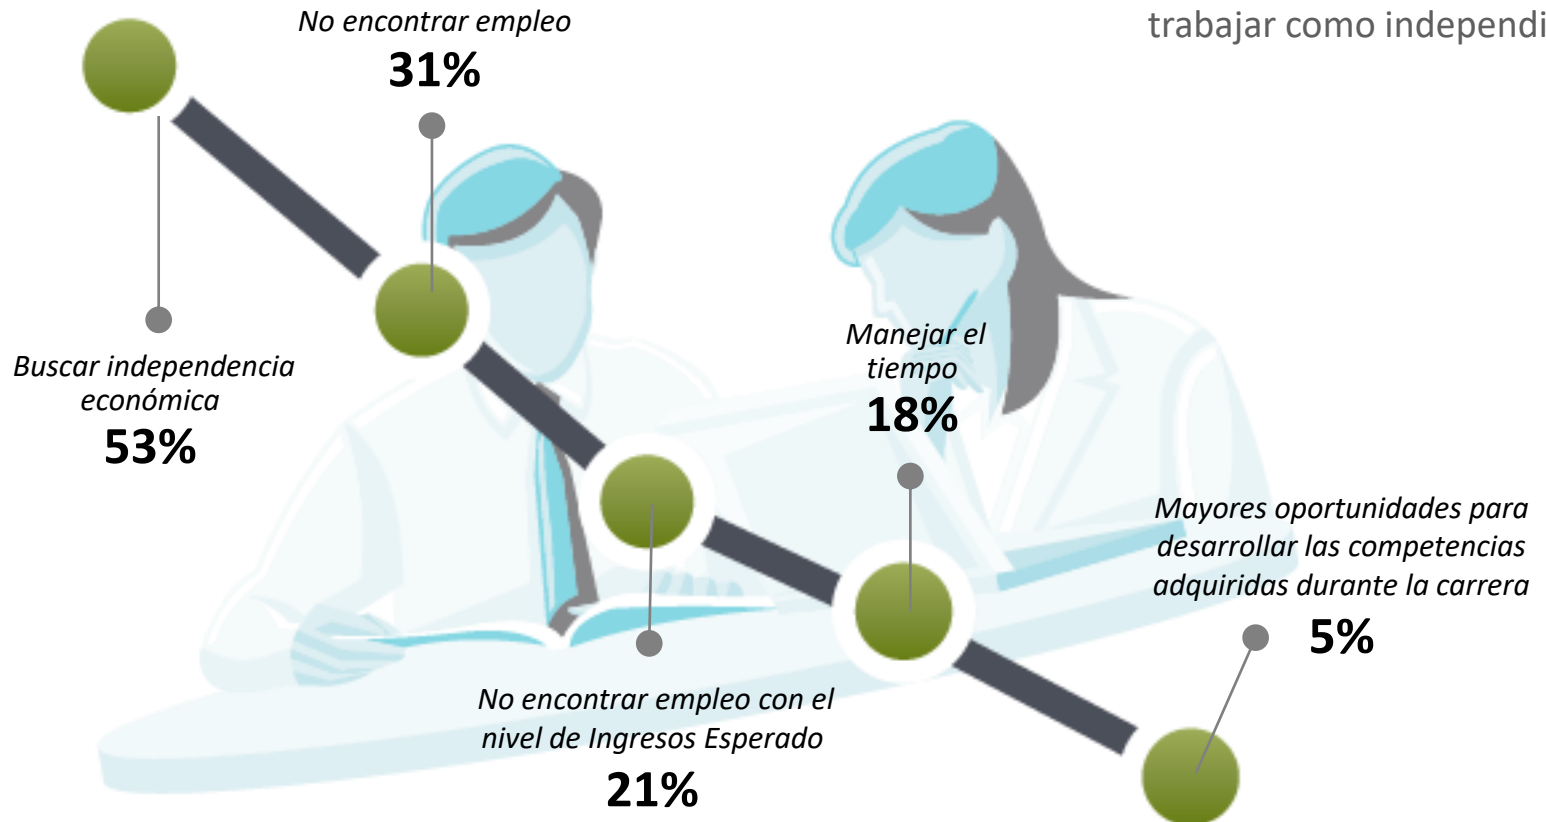 No encontrar empleo
31%
trabajar como independi
Buscar independencia
económica
53%
Manejar el
tiempo
18%
Mayores oportunidades para
desarrollar las competencias
adquiridas durante la carrera
5%
No encontrar empleo con el
nivel de Ingresos Esperado
21%